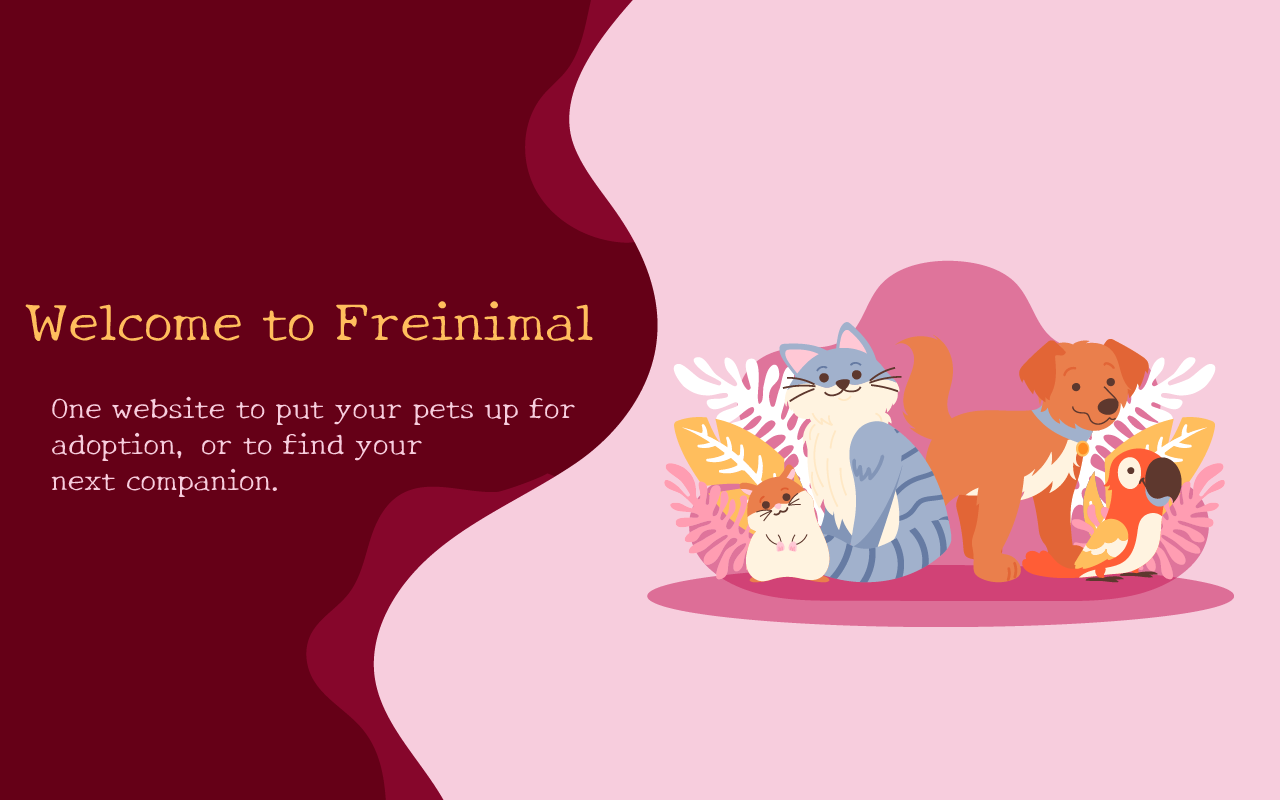 Welcome to Freinimal
One website to put your pets up for
adoption, or to find your
next companion.